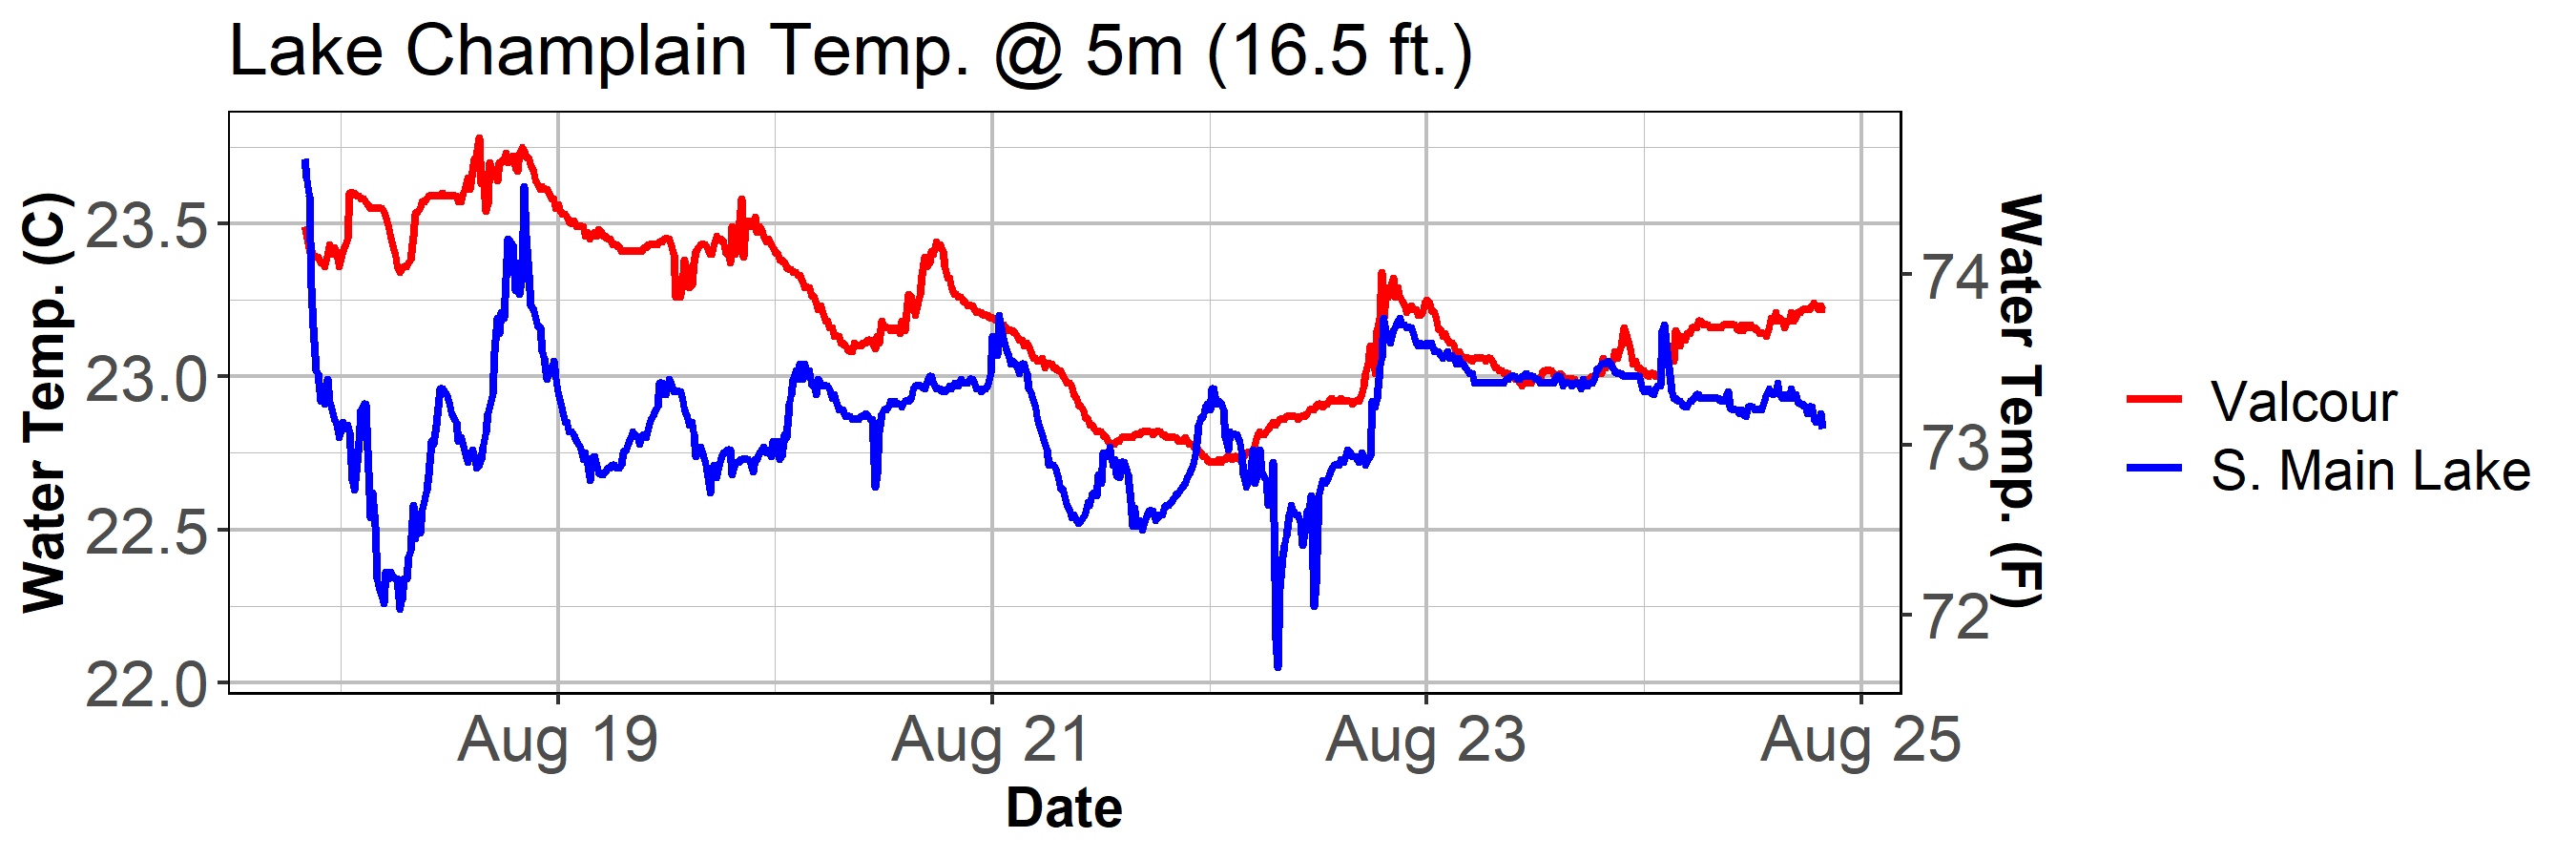 Lake Champlain Temp. @ 5m (16.5 ft.)
Water Temp. (C)
23.5
23.0
22.5
22.0
Aug 19
Aug 21
Aug 23
Aug 25
Date
74
73
72
Water Temp. (F)
Valcour
S. Main Lake